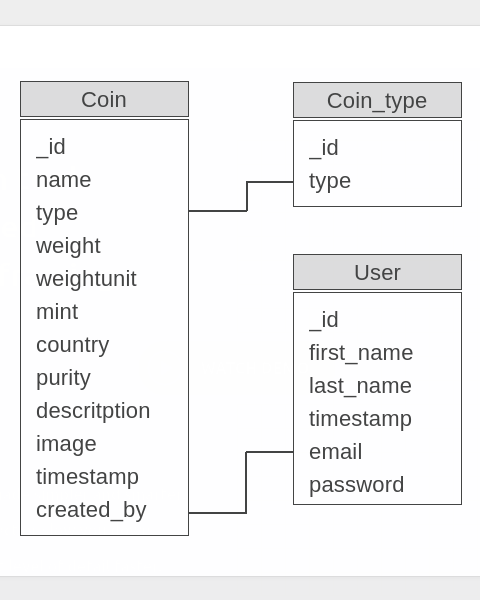 Coin
_id
name
type
weight
weightunit
mint
country
purity
descritption
image
timestamp
created_by
Coin_type
_id
type
User
_id
first_name
last_name
timestamp
email
password